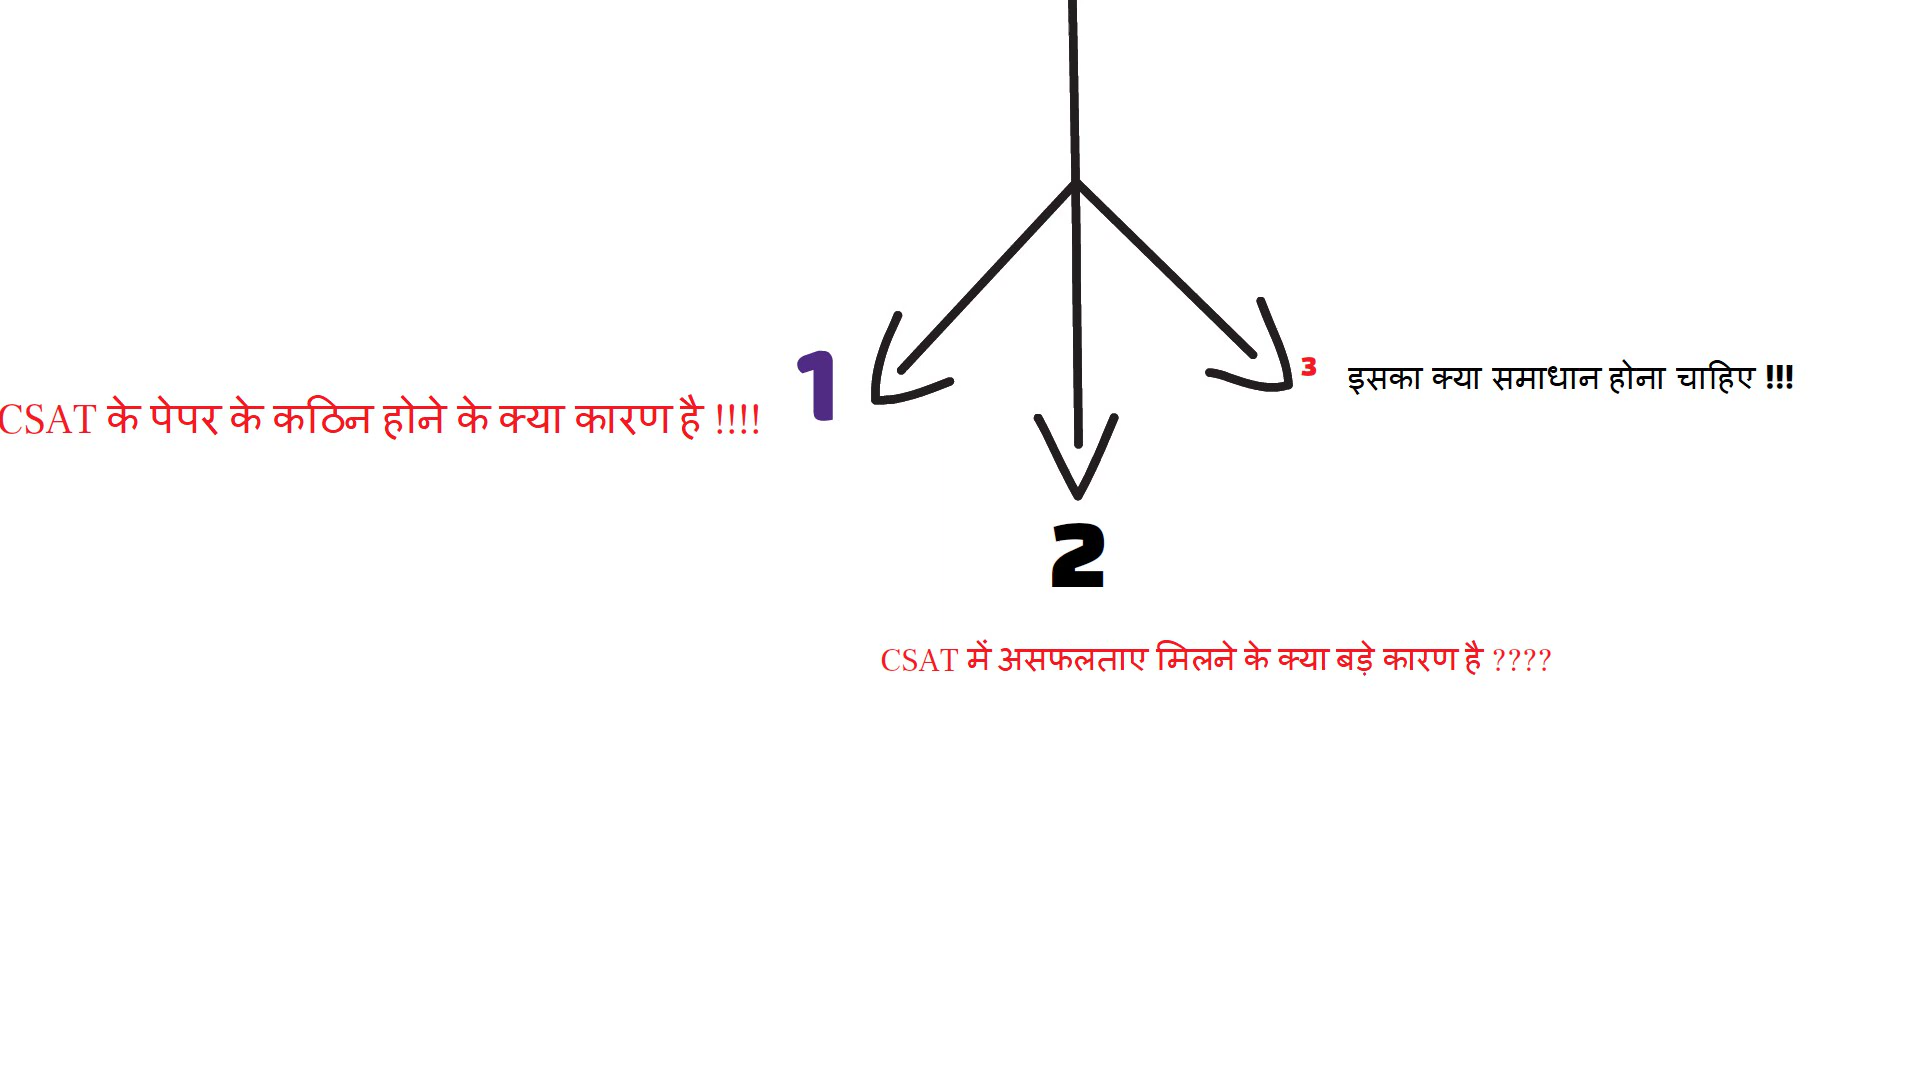 1
CSAT के पेपर के कठिन होने के क्या कारण है !!!!
3 इसका क्या समाधान होना चाहिए !!!
2
CSAT में असफलताए मिलने के क्या बड़े कारण है ????